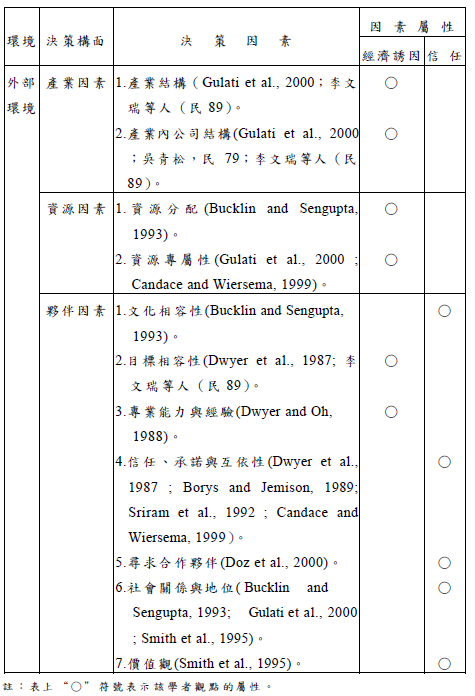 因 素 屬 性
環境 決策構面 決 策 因 素
經濟誘因 信 任
外部 產業因素 1.產業結構（Gulati et al., 2000；李文 ○
環境 瑞等人（民 89）。
2.產業內公司結構(Gulati et al., 2000 ○
；吳青松，民 79；李文瑞等人（民
89）。
資源因素 1.資源分配(Bucklin and Sengupta, ○
1993)。
2.資源專屬性(Gulati et al., 2000 ; ○
Candace and Wiersema, 1999)。
夥伴因素 1.文化相容性(Bucklin and Sengupta, ○
1993)。
2.目標相容性(Dwyer et al., 1987; 李 ○
文瑞等人（民 89）。
3.專業能力與經驗(Dwyer and Oh, ○
1988)。
4.信任、承諾與互依性(Dwyer et al., ○
1987 ; Borys and Jemison, 1989;
Sriram et al., 1992 ; Candace and
Wiersema, 1999）。
5.尋求合作夥伴(Doz et al., 2000)。 ○
6.社會關係與地位( Bucklin and ○
Sengupta, 1993; Gulati et al., 2000
; Smith et al., 1995)。
7.價值觀(Smith et al., 1995)。 ○
註：表上“○”符號表示該學者觀點的屬性。